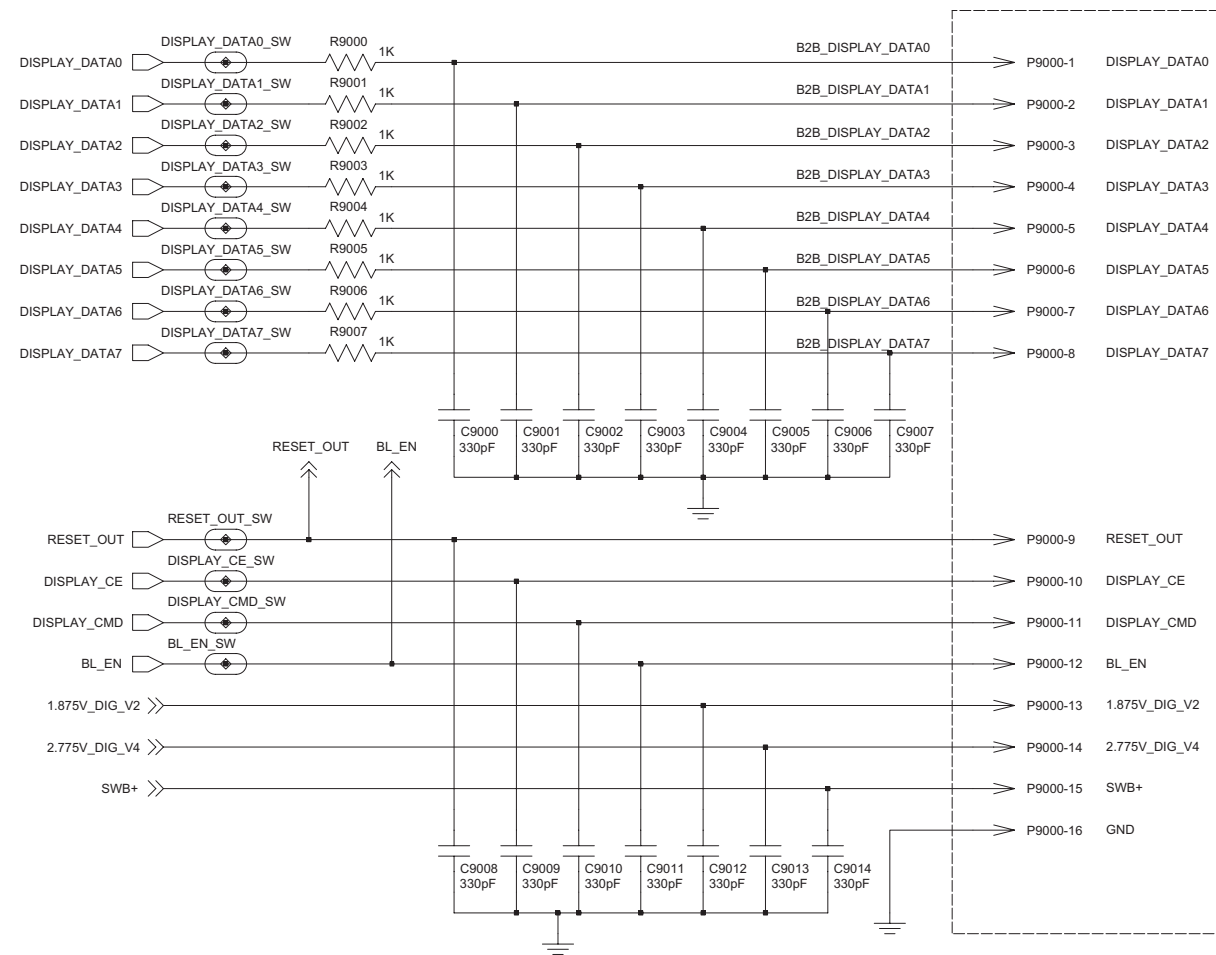 DISPLAY_DATA0 DISPLAY_DATA0_SW R9000 1K B2B_DISPLAY_DATA0 P9000-1 DISPLAY_DATA0
DISPLAY_DATA1 DISPLAY_DATA1_SW R9001 1K B2B_DISPLAY_DATA1 P9000-2 DISPLAY_DATA1
DISPLAY_DATA2 DISPLAY_DATA2_SW R9002 1K B2B_DISPLAY_DATA2 P9000-3 DISPLAY_DATA2
DISPLAY_DATA3 DISPLAY_DATA3_SW R9003 1K B2B_DISPLAY_DATA3 P9000-4 DISPLAY_DATA3
DISPLAY_DATA4 DISPLAY_DATA4_SW R9004 1K B2B_DISPLAY_DATA4 P9000-5 DISPLAY_DATA4
DISPLAY_DATA5 DISPLAY_DATA5_SW R9005 1K B2B_DISPLAY_DATA5 P9000-6 DISPLAY_DATA5
DISPLAY_DATA6 DISPLAY_DATA6_SW R9006 1K B2B_DISPLAY_DATA6 P9000-7 DISPLAY_DATA6
DISPLAY_DATA7 DISPLAY_DATA7_SW R9007 1K B2B_DISPLAY_DATA7 P9000-8 DISPLAY_DATA7
C9000 C9001 C9002 C9003 C9004 C9005 C9006 C9007
330pF 330pF 330pF 330pF 330pF 330pF 330pF 330pF
RESET_OUT BL_EN
RESET_OUT RESET_OUT_SW P9000-9 RESET_OUT
DISPLAY_CE DISPLAY_CE_SW P9000-10 DISPLAY_CE
DISPLAY_CMD DISPLAY_CMD_SW P9000-11 DISPLAY_CMD
BL_EN BL_EN_SW P9000-12 BL_EN
1.875V_DIG_V2 P9000-13 1.875V_DIG_V2
2.775V_DIG_V4 P9000-14 2.775V_DIG_V4
SWB+ P9000-15 SWB+
P9000-16 GND
C9008 C9009 C9010 C9011 C9012 C9013 C9014
330pF 330pF 330pF 330pF 330pF 330pF 330pF